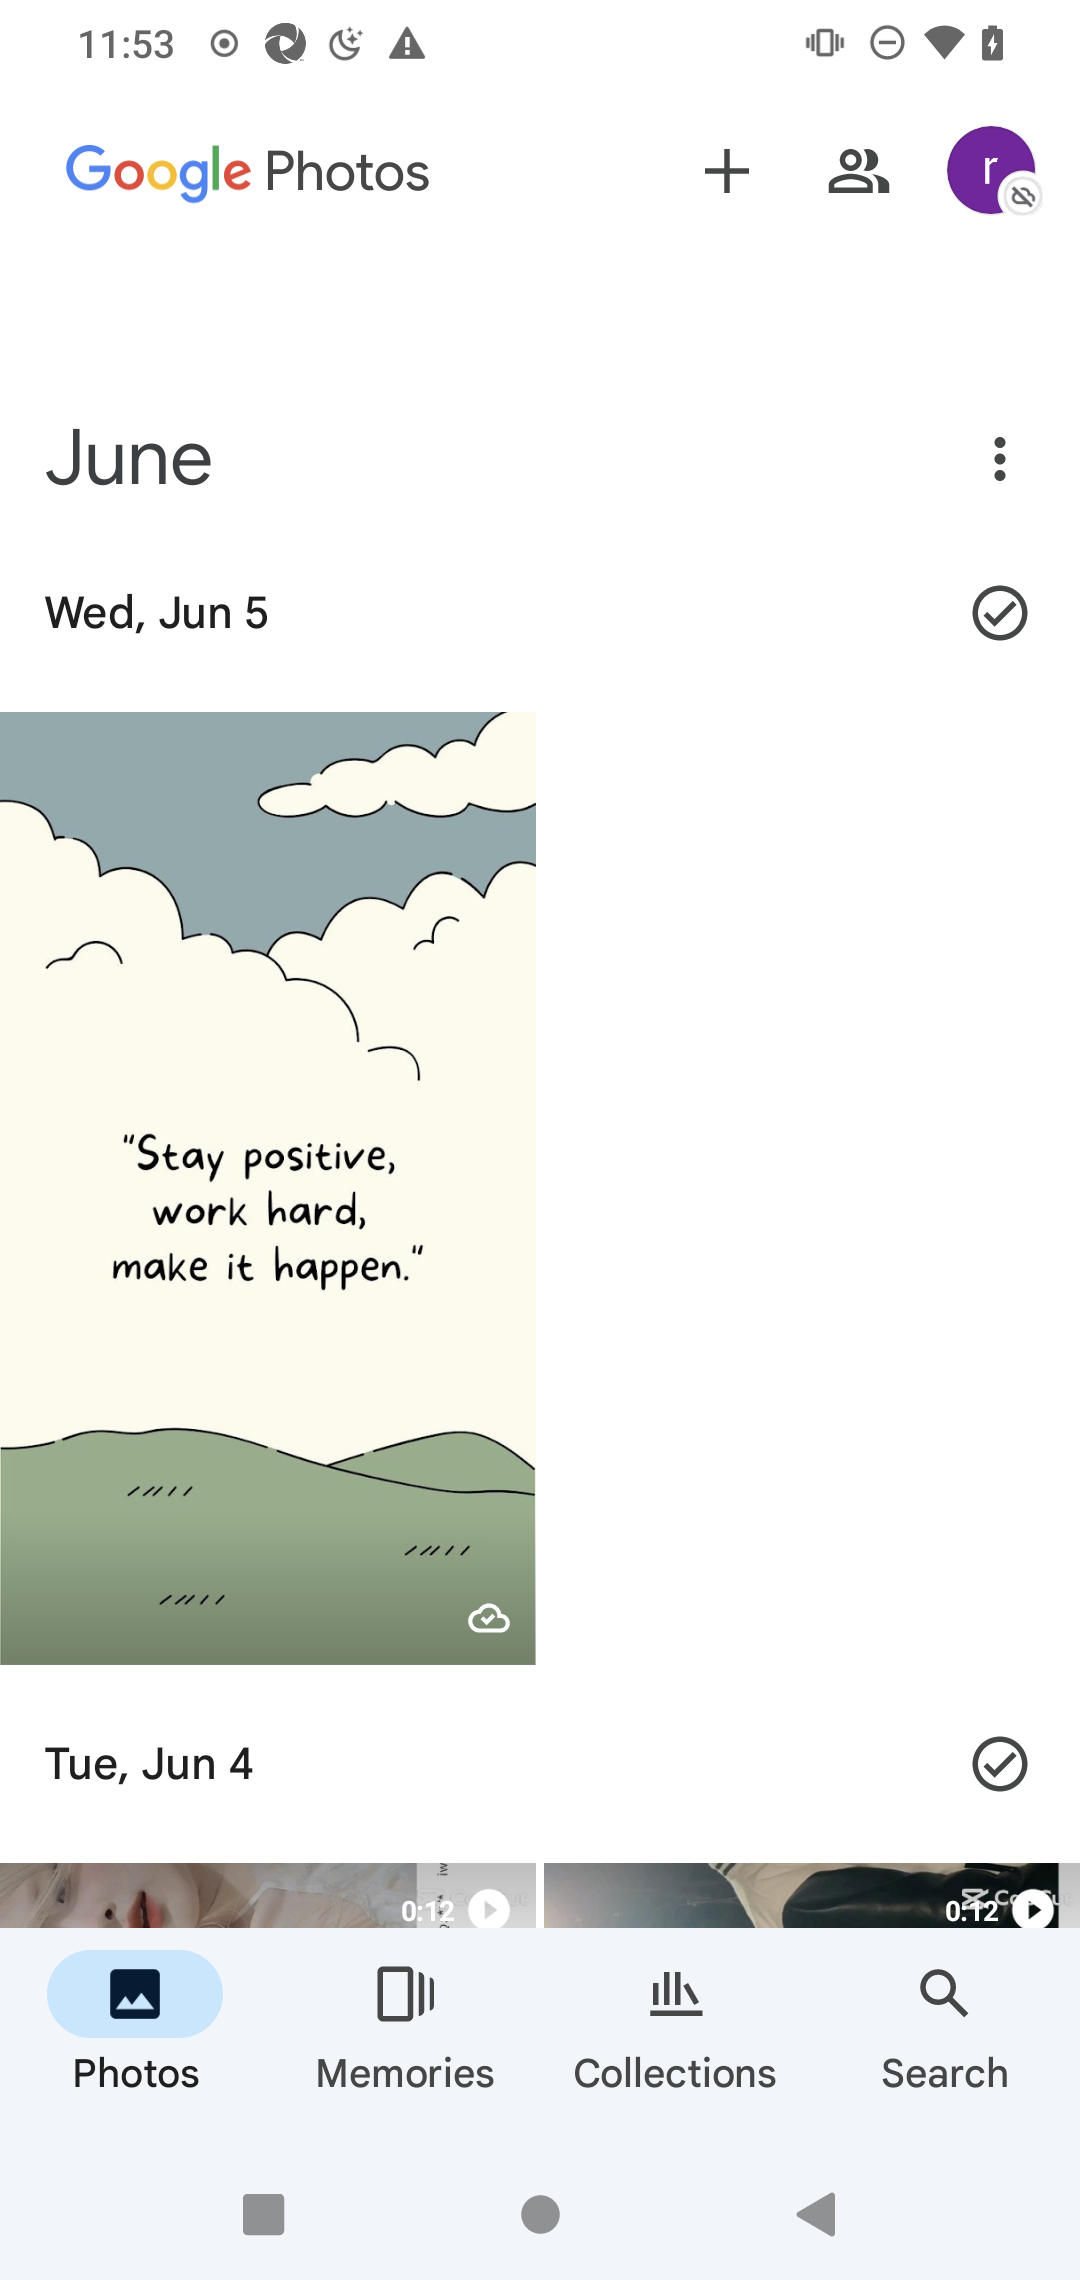 11:53
Google Photos
r
June
Wed, Jun 5
"Stay positive,
work hard,
make it happen."
Tue, Jun 4
0:12
0:12
Photos
Memories
Collections
Search